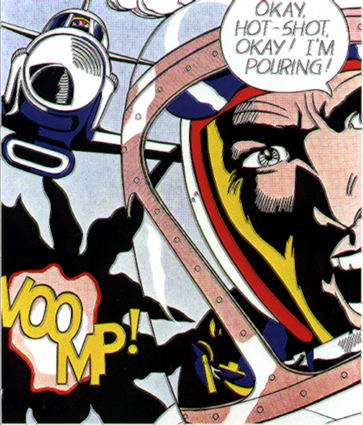 OKAY,
HOT-SHOT,
OKAY! I'M
POURING!
VOOMP!